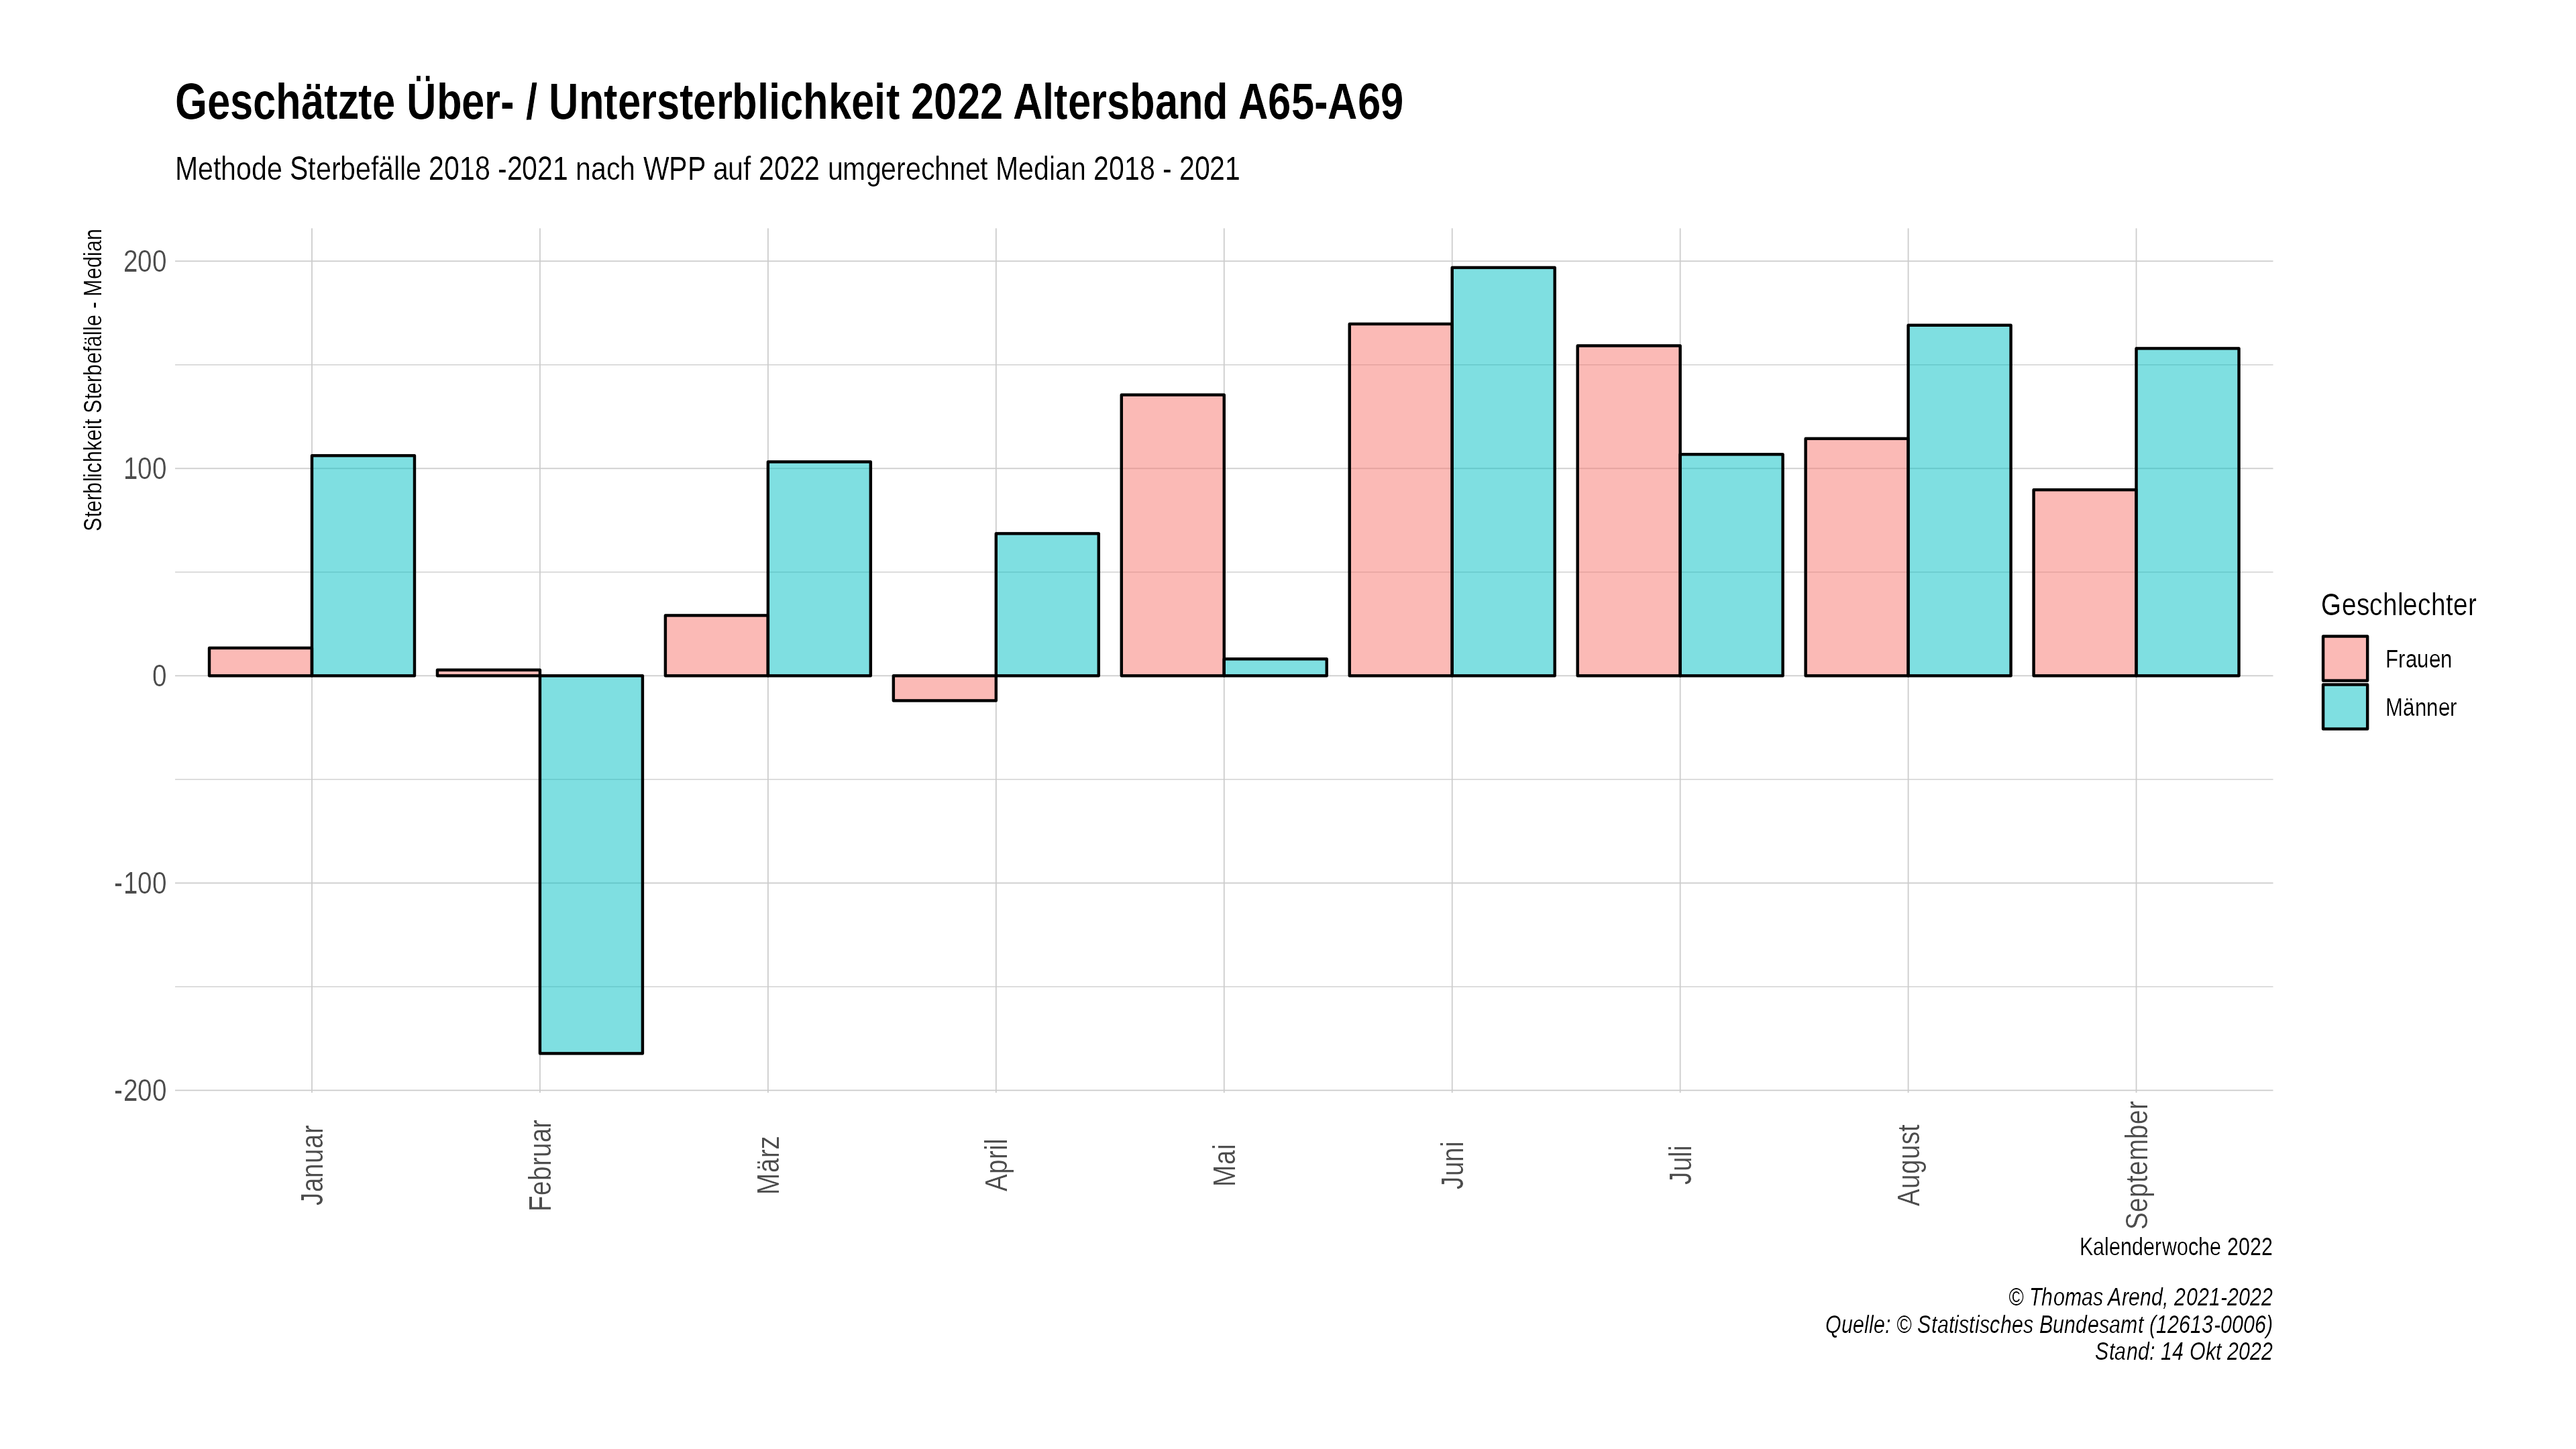 Geschätzte Über- / Untersterblichkeit 2022 Altersband A65-A69
Methode Sterbefälle 2018 -2021 nach WPP auf 2022 umgerechnet Median 2018 - 2021
Sterblichkeit Sterbefälle - Median
200
100
0
-100
-200
Januar
Februar
März
April
Mai
Juni
Juli
August
September
Kalenderwoche 2022
Geschlechter
Frauen
Männer
© Thomas Arend, 2021-2022
Quelle: © Statistisches Bundesamt (12613-0006)
Stand: 14 Okt 2022